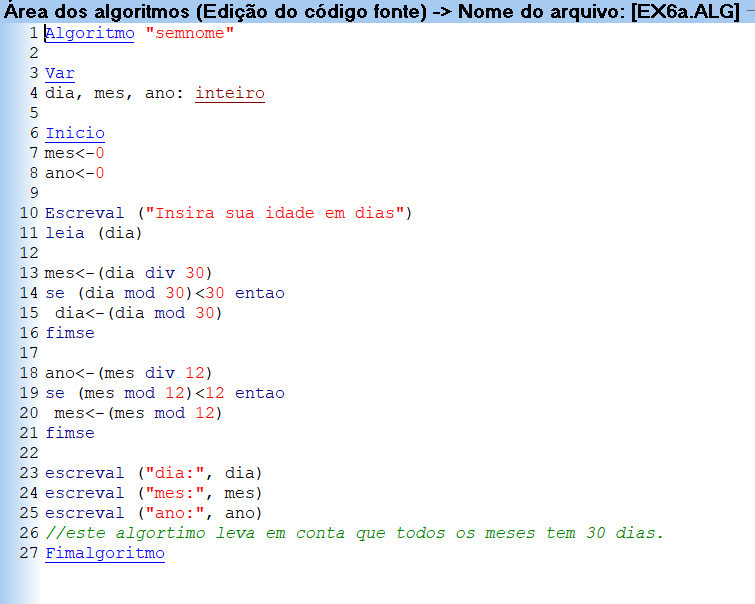 Área dos algoritmos (Edição do código fonte) -> Nome do arquivo: [EX6a.ALG]
1 Algoritmo "semnome"
2
3 Var
4 dia, mes, ano: inteiro
5
6 Inicio
7 mes<-0
8 ano<-0
9
10 Escreval ("Insira sua idade em dias")
11 leia (dia)
12
13 mes<-(dia div 30)
14 se (dia mod 30)<30 entao
15  dia<-(dia mod 30)
16 fimse
17
18 ano<-(mes div 12)
19 se (mes mod 12)<12 entao
20  mes<-(mes mod 12)
21 fimse
22
23 escreval ("dia:", dia)
24 escreval ("mes:", mes)
25 escreval ("ano:", ano)
26 //este algortimo leva em conta que todos os meses tem 30 dias.
27 Fimalgoritmo